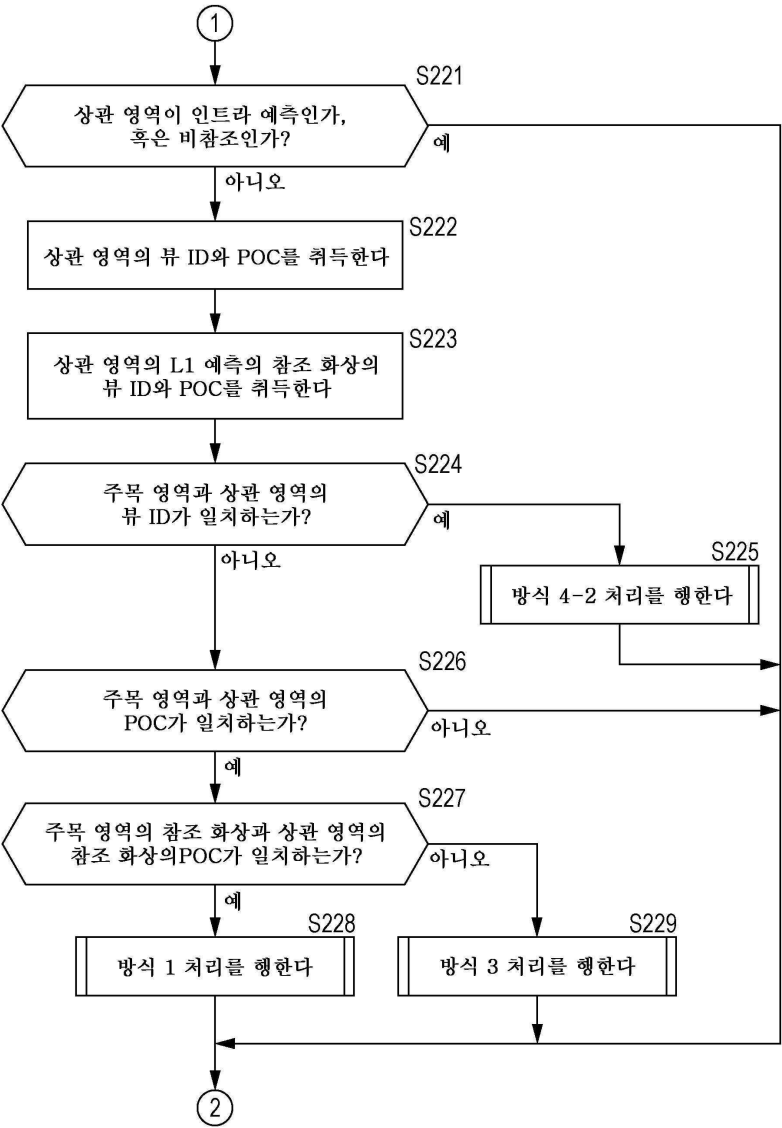 1
S221
상관 영역이 인트라 예측인가,
혹은 비참조인가?
예
아니오
S222
상관 영역의 뷰 ID와 POC를 취득한다
S223
상관 영역의 L1 예측의 참조 화상의
뷰 ID와 POC를 취득한다
S224
주목 영역과 상관 영역의
뷰 ID가 일치하는가?
예
아니오
S225
방식 4-2 처리를 행한다
S226
주목 영역과 상관 영역의
POC가 일치하는가?
아니오
예
S227
주목 영역의 참조 화상과 상관 영역의
참조 화상의POC가 일치하는가?
아니오
예
S228
방식 1 처리를 행한다
S229
방식 3 처리를 행한다
2